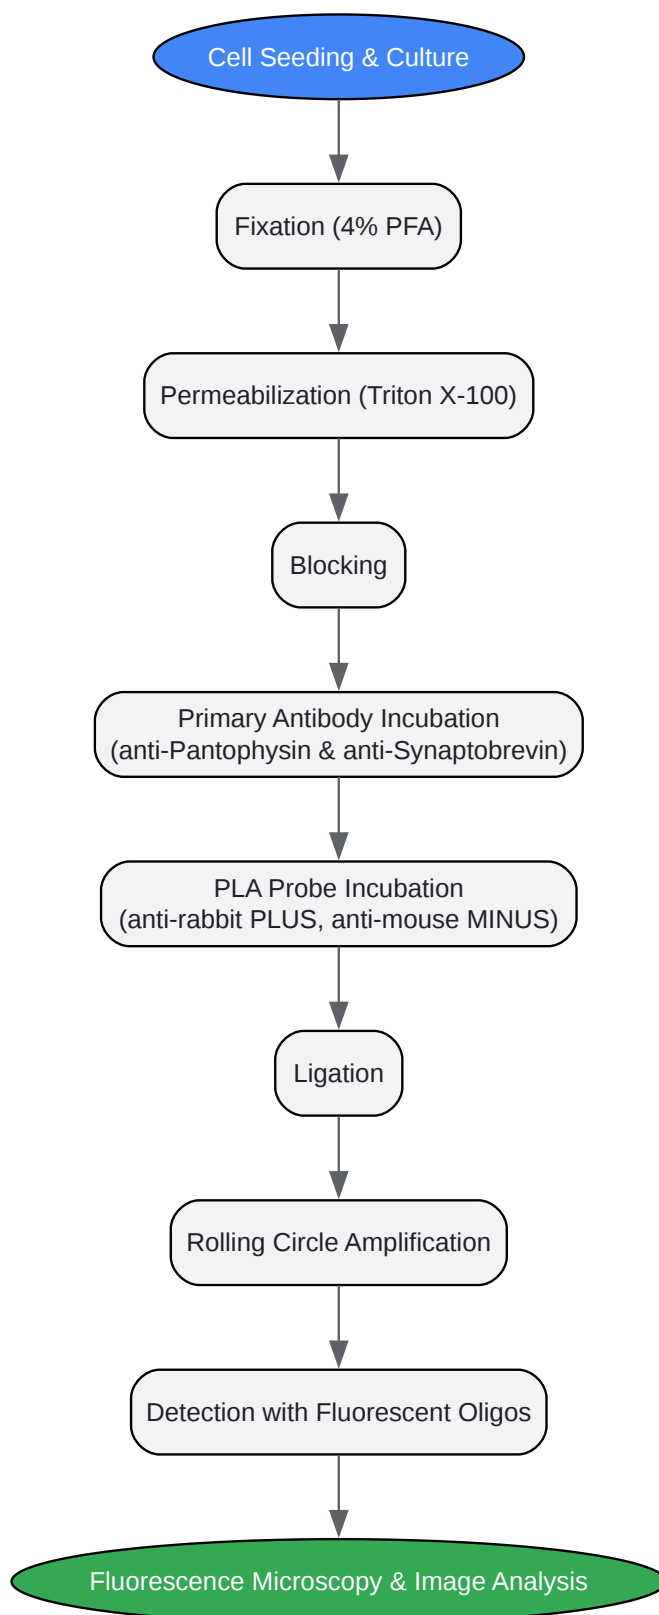 Cell Seeding & Culture
Fixation (4% PFA)
Permeabilization (Triton X-100)
Blocking
Primary Antibody Incubation
(anti-Pantophysin & anti-Synaptobrevin)
PLA Probe Incubation
(anti-rabbit PLUS, anti-mouse MINUS)
Ligation
Rolling Circle Amplification
Detection with Fluorescent Oligos
Fluorescence Microscopy & Image Analysis